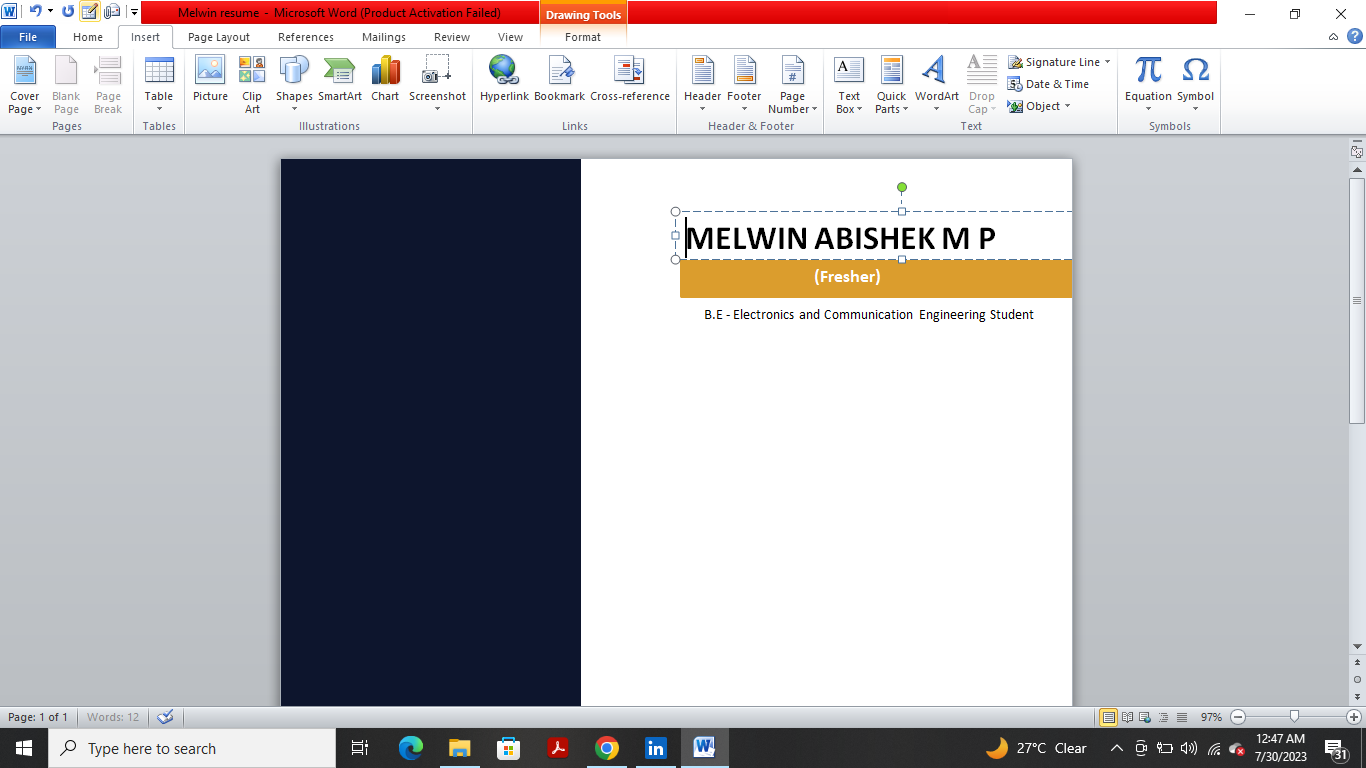 Melwin resume - Microsoft Word (Product Activation Failed)
Drawing Tools
File Home Insert Page Layout References Mailings Review View Format
Cover Page
Blank Page
Page Break
Table
Picture
Clip Art
Shapes
SmartArt
Chart
Screenshot
Hyperlink
Bookmark
Cross-reference
Header
Footer
Page Number
Text Box
Quick Parts
WordArt
Drop Cap
Signature Line
Date & Time
Object
Equation
Symbol
Pages Tables Illustrations Links Header & Footer Text Symbols
MELWIN ABISHEK M P
(Fresher)
B.E - Electronics and Communication Engineering Student
Page: 1 of 1 Words: 12 97%
Type here to search
27°C Clear
12:47 AM
7/30/2023
31